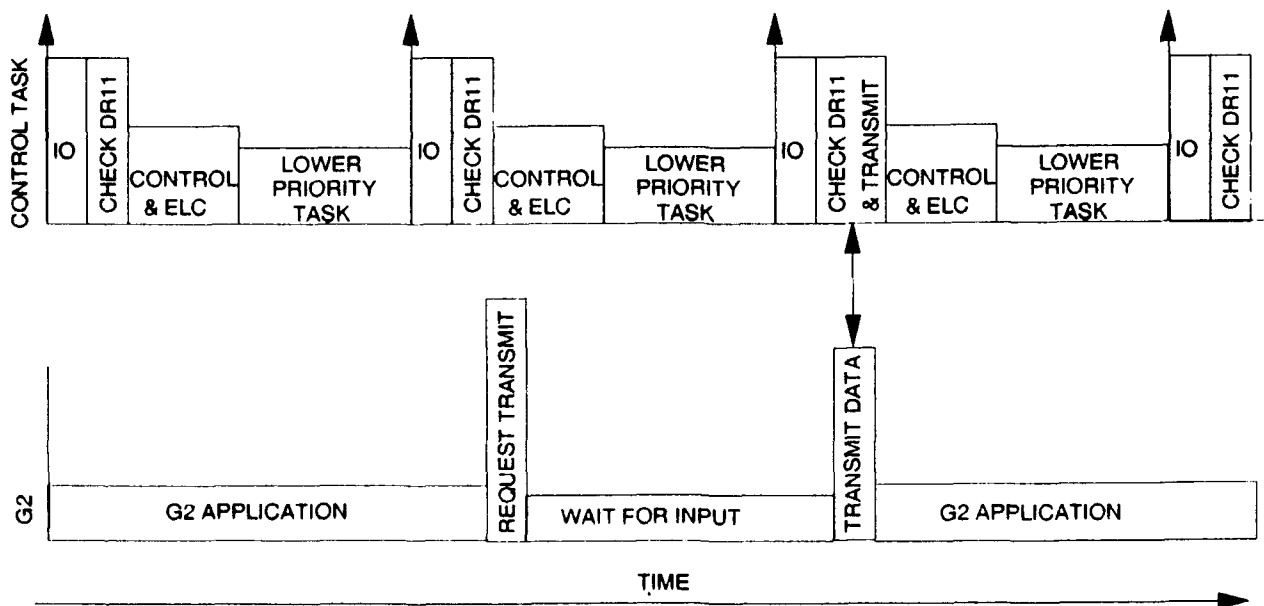 CONTROL TASK
IO
CHECK DR11
CONTROL
& ELC
LOWER
PRIORITY
TASK
IO
CHECK DR11
CONTROL
& ELC
LOWER
PRIORITY
TASK
IO
CHECK DR11
& TRANSMIT
CONTROL
& ELC
LOWER
PRIORITY
TASK
IO
CHECK DR11
G2
G2 APPLICATION
REQUEST TRANSMIT
WAIT FOR INPUT
TRANSMIT DATA
G2 APPLICATION
TIME